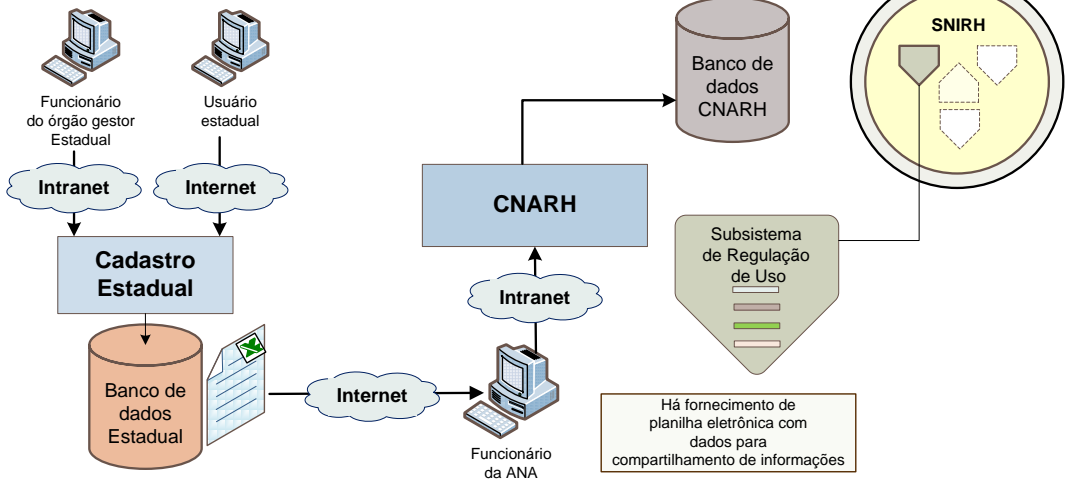 Funcionário
do órgão gestor
Estadual
Usuário
estadual
Intranet
Internet
Cadastro
Estadual
Banco de
dados
Estadual
Internet
Funcionário
da ANA
Intranet
CNARH
Banco de
dados
CNARH
SNIRH
Subsistema
de Regulação
de Uso
Há fornecimento de
planilha eletrônica com
dados para
compartilhamento de informações